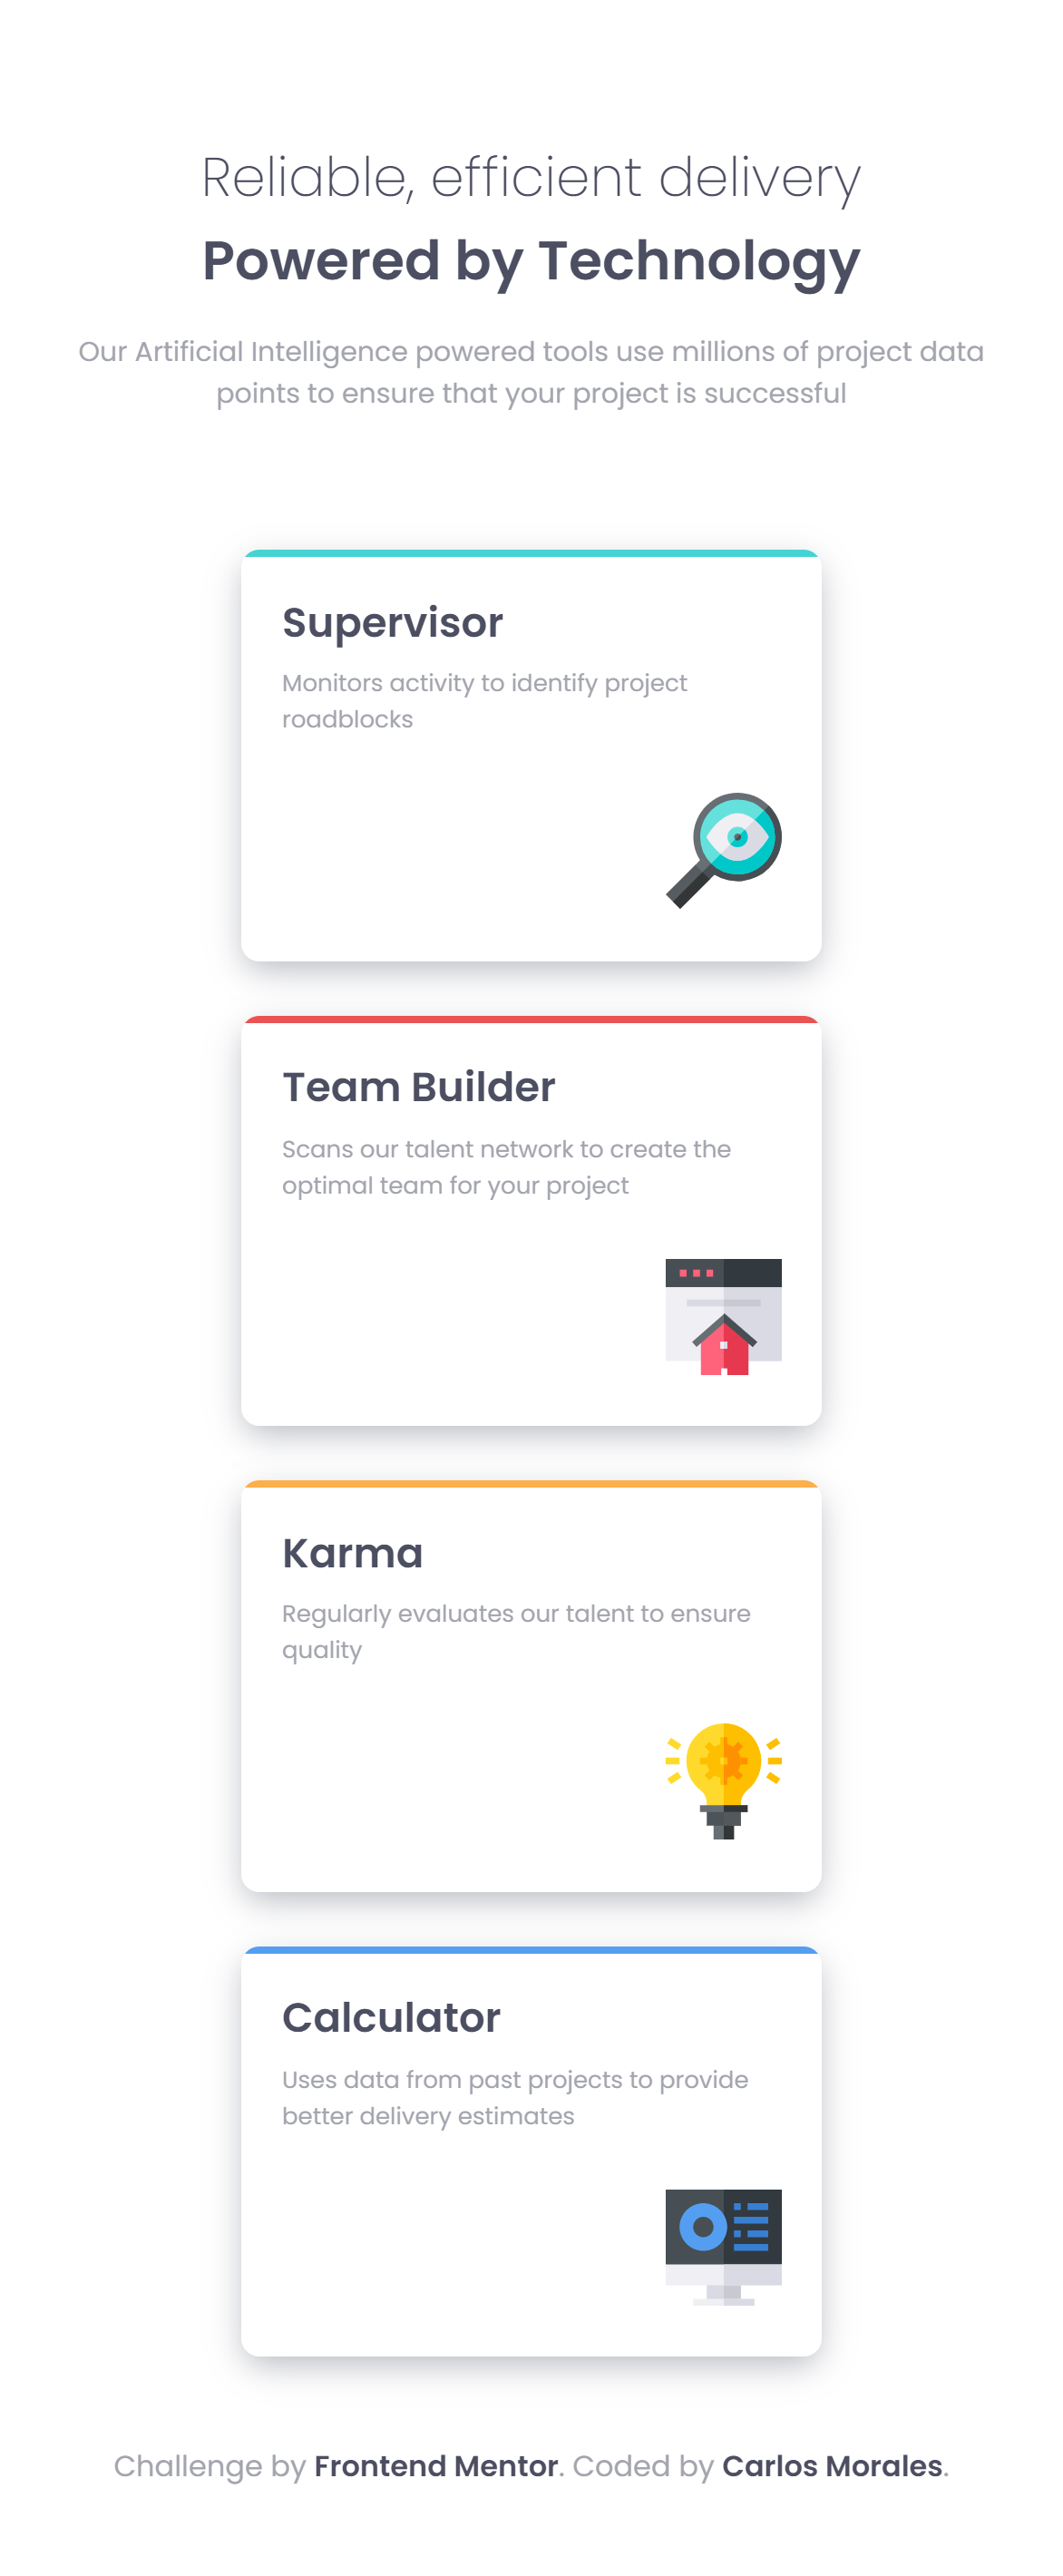 Reliable, efficient delivery
Powered by Technology
Our Artificial Intelligence powered tools use millions of project data
points to ensure that your project is successful
Supervisor
Monitors activity to identify project
roadblocks
Team Builder
Scans our talent network to create the
optimal team for your project
Karma
Regularly evaluates our talent to ensure
quality
Calculator
Uses data from past projects to provide
better delivery estimates
Challenge by Frontend Mentor. Coded by Carlos Morales.